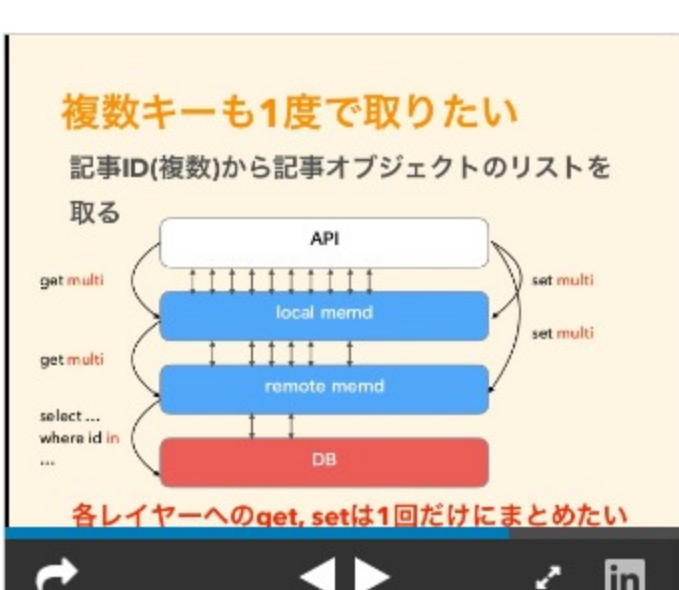 複数キーも1度で取りたい
記事ID(複数)から記事オブジェクトのリストを
取る
API
get multi
set multi
local memd
set multi
get multi
remote memd
select ...
where id in
...
DB
各レイヤーへのget, setは1回だけにまとめたい
in